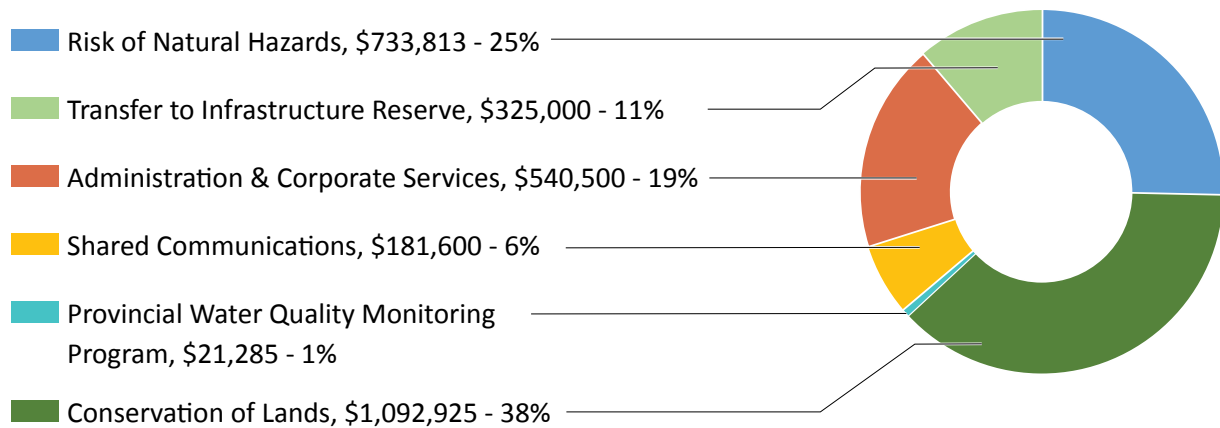 Risk of Natural Hazards, $733,813 - 25%
Transfer to Infrastructure Reserve, $325,000 - 11%
Administration & Corporate Services, $540,500 - 19%
Shared Communications, $181,600 - 6%
Provincial Water Quality Monitoring
Program, $21,285 - 1%
Conservation of Lands, $1,092,925 - 38%